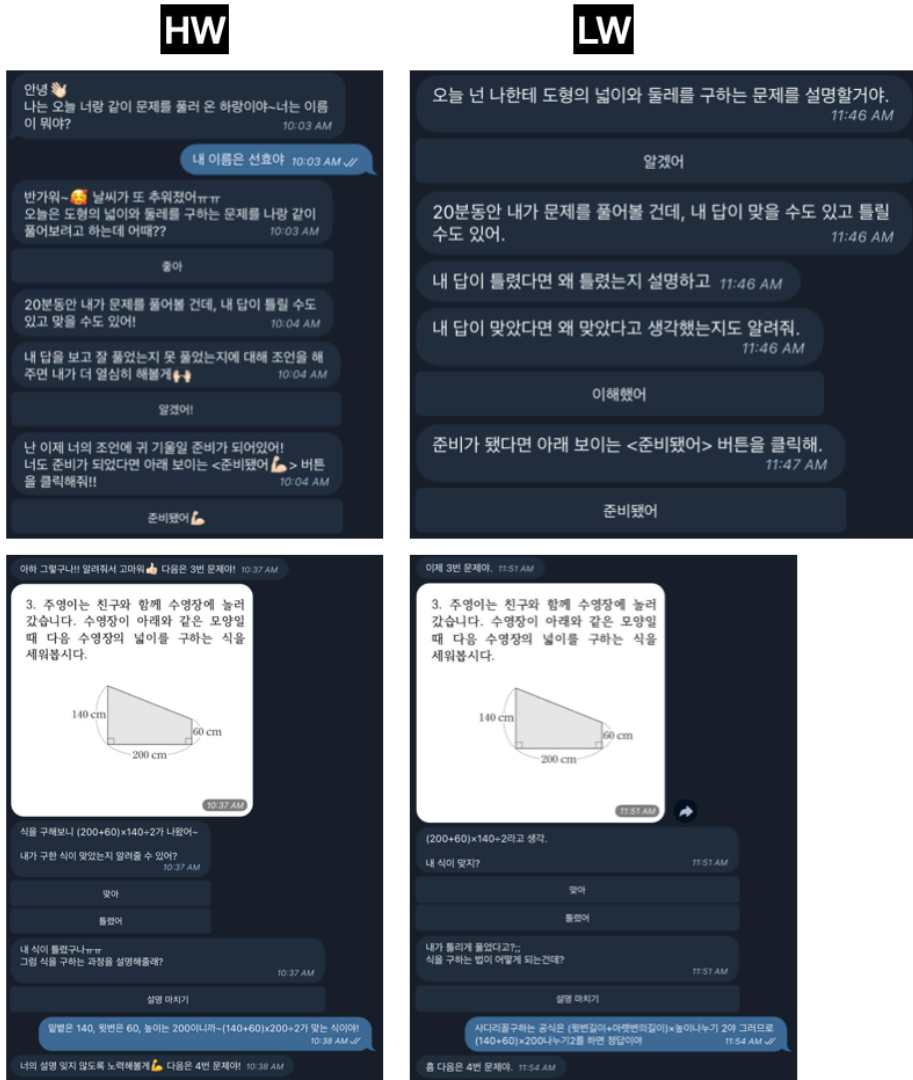 HW
LW
안녕👋🏻
나는 오늘 너랑 같이 문제를 풀러 온 하랑이야~너는 이름
이 뭐야?
10:03 AM
내 이름은 선효야 10:03 AM
반가워~🥰 날씨가 또 추워졌어ㅠㅠ
오늘은 도형의 넓이와 둘레를 구하는 문제를 나랑 같이
풀어보려고 하는데 어때??
10:03 AM
좋아
20분동안 내가 문제를 풀어볼 건데, 내 답이 틀릴 수도
있고 맞을 수도 있어!
10:04 AM
내 답을 보고 잘 풀었는지 못 풀었는지에 대해 조언을 해
주면 내가 더 열심히 해볼게🙌🏻
10:04 AM
알겠어!
난 이제 너의 조언에 귀 기울일 준비가 되어있어!
너도 준비가 되었다면 아래 보이는 <준비됐어💪🏻> 버튼
을 클릭해줘!!
10:04 AM
준비됐어💪🏻
오늘 넌 나한테 도형의 넓이와 둘레를 구하는 문제를 설명할거야.
11:46 AM
알겠어
20분동안 내가 문제를 풀어볼 건데, 내 답이 맞을 수도 있고 틀릴
수도 있어.
11:46 AM
내 답이 틀렸다면 왜 틀렸는지 설명하고 11:46 AM
내 답이 맞았다면 왜 맞았다고 생각했는지도 알려줘.
11:46 AM
이해했어
준비가 됐다면 아래 보이는 <준비됐어> 버튼을 클릭해.
11:47 AM
준비됐어
아하 그렇구나!! 알려줘서 고마워👍🏻 다음은 3번 문제야! 10:37 AM
3. 주영이는 친구와 함께 수영장에 놀러
갔습니다. 수영장이 아래와 같은 모양일
때 다음 수영장의 넓이를 구하는 식을
세워봅시다.
140 cm
60 cm
200 cm
10:37 AM
식을 구해보니 (200+60)×140÷2가 나왔어~
내가 구한 식이 맞았는지 알려줄 수 있어?
10:37 AM
맞아
틀렸어
내 식이 틀렸구나ㅠㅠ
그럼 식을 구하는 과정을 설명해줄래?
10:37 AM
설명 마치기
밑밭은 140, 윗변은 60, 높이는 200이니까~(140+60)x200÷2가 맞는 식이야!
10:38 AM
너의 설명 잊지 않도록 노력해볼게💪 다음은 4번 문제야! 10:38 AM
이제 3번 문제야. 11:51 AM
3. 주영이는 친구와 함께 수영장에 놀러
갔습니다. 수영장이 아래와 같은 모양일
때 다음 수영장의 넓이를 구하는 식을
세워봅시다.
140 cm
60 cm
200 cm
11:51 AM
(200+60)×140÷2라고 생각.
내 식이 맞지?
11:51 AM
맞아
틀렸어
내가 틀리게 풀었다고?;;
식을 구하는 법이 어떻게 되는건데?
11:51 AM
설명 마치기
사다리꼴구하는 공식은 (윗변길이+아랫변의길이)×높이나누기 2야 그러므로
(140+60)×200나누기2를 하면 정답이야
11:54 AM
흠 다음은 4번 문제야. 11:54 AM